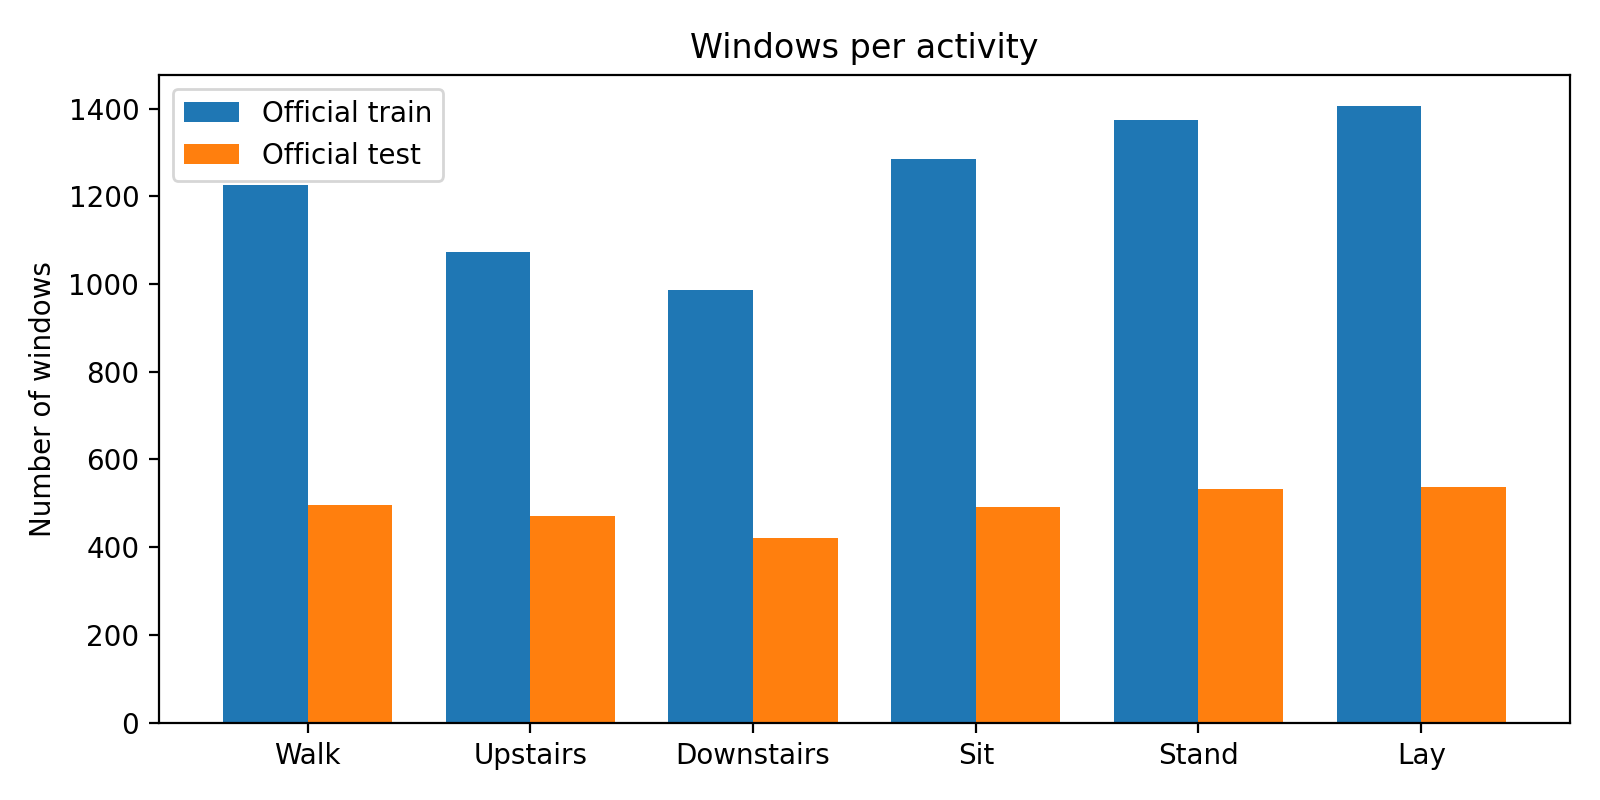 Windows per activity
Official train
Official test
Number of windows
1400
1200
1000
800
600
400
200
0
Walk Upstairs Downstairs Sit Stand Lay